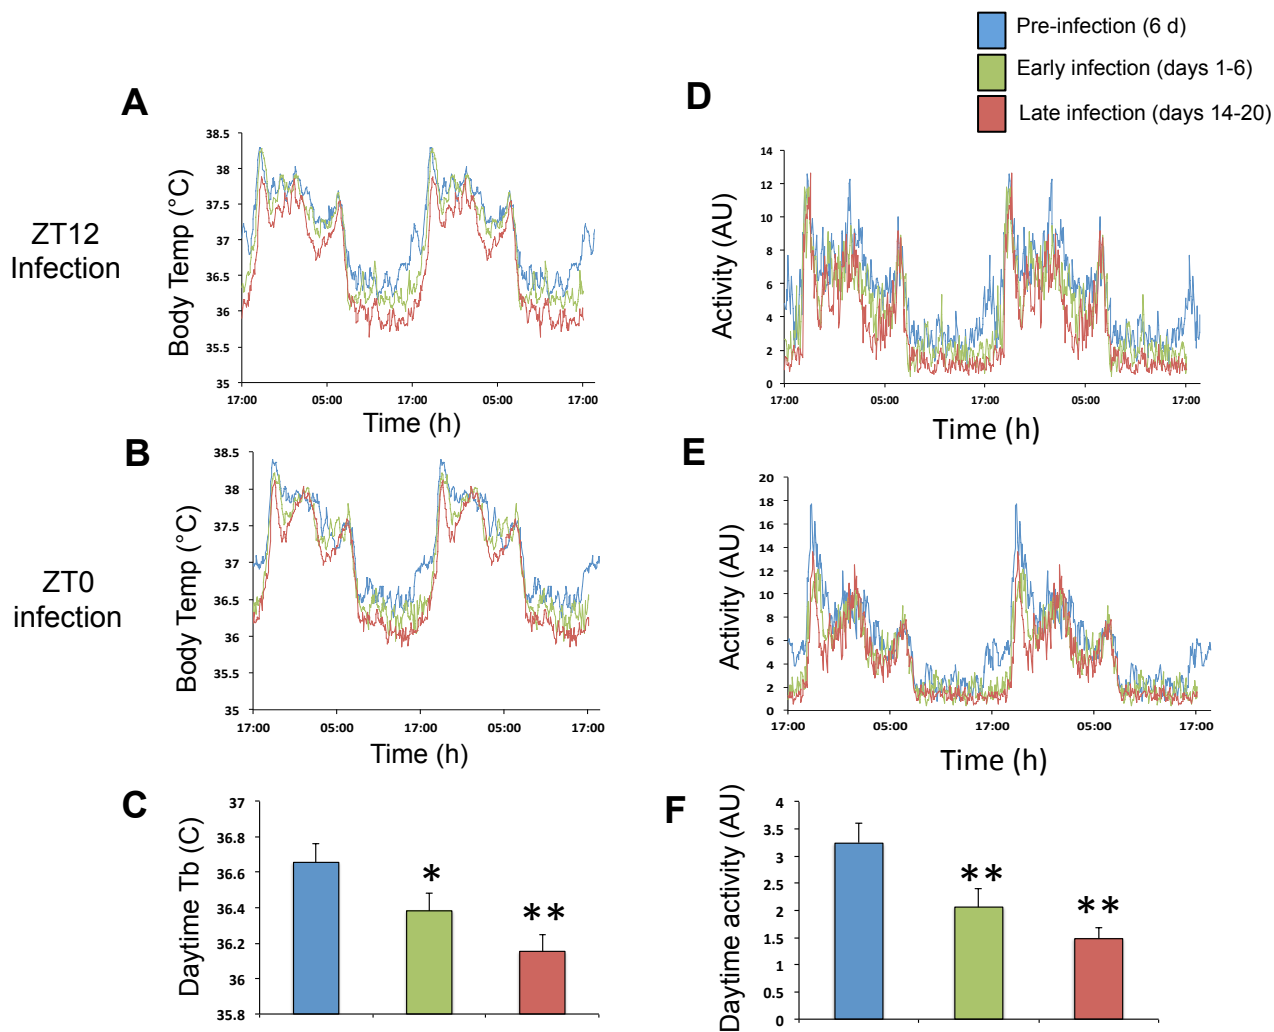 Pre-infection (6 d)
Early infection (days 1-6)
Late infection (days 14-20)
A
D
ZT12
Infection
Body Temp (°C)
38.5
38
37.5
37
36.5
36
35.5
35
17:00 05:00 17:00 05:00 17:00
Time (h)
Activity (AU)
14
12
10
8
6
4
2
0
17:00 05:00 17:00 05:00 17:00
Time (h)
B
E
ZT0
infection
Body Temp (°C)
38.5
38
37.5
37
36.5
36
35.5
35
17:00 05:00 17:00 05:00 17:00
Time (h)
Activity (AU)
20
18
16
14
12
10
8
6
4
2
0
17:00 05:00 17:00 05:00 17:00
Time (h)
C
F
Daytime Tb (C)
37
36.8
36.6
36.4
36.2
36
35.8
*
**
Daytime activity (AU)
4
3.5
3
2.5
2
1.5
1
0.5
0
**
**